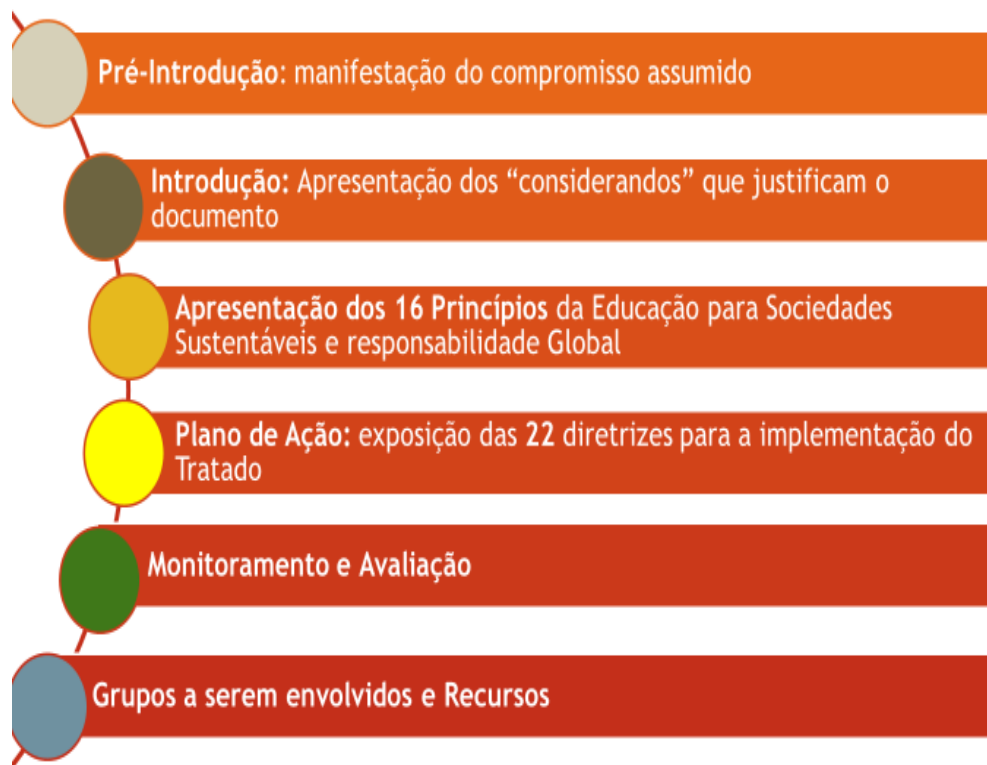 Pré-Introdução: manifestação do compromisso assumido
Introdução: Apresentação dos “considerandos” que justificam o
documento
Apresentação dos 16 Princípios da Educação para Sociedades
Sustentáveis e responsabilidade Global
Plano de Ação: exposição das 22 diretrizes para a implementação do
Tratado
Monitoramento e Avaliação
Grupos a serem envolvidos e Recursos